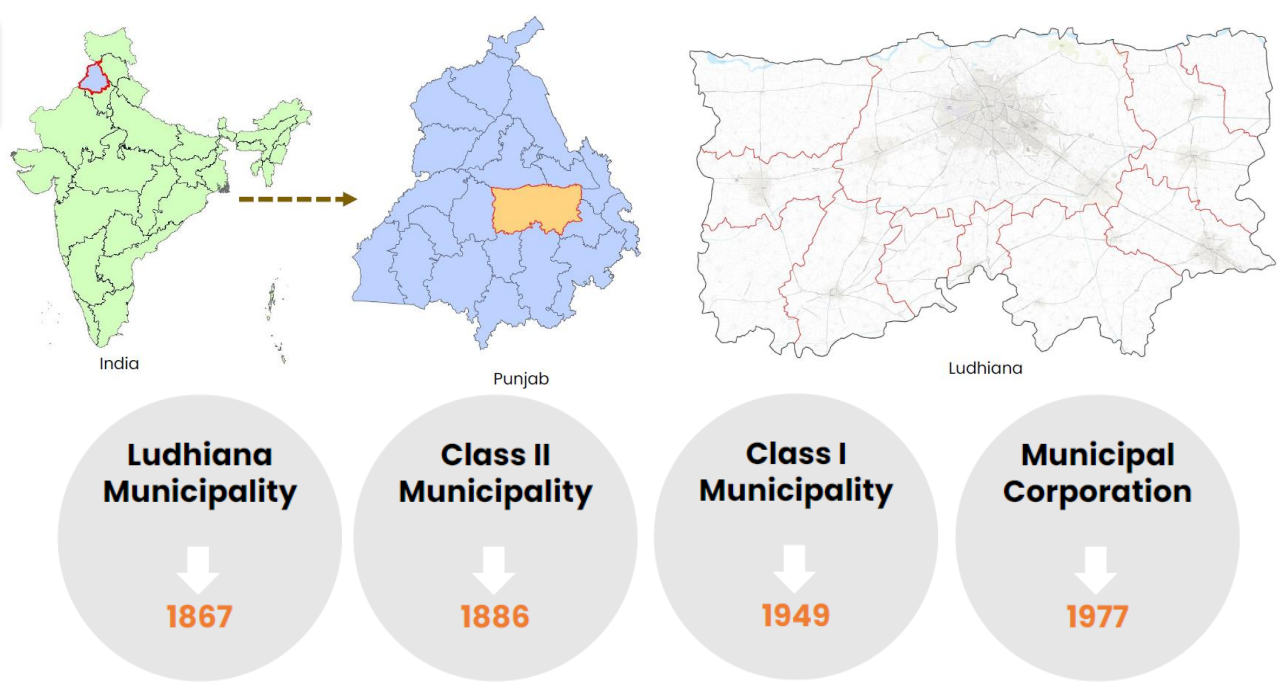 India
Punjab
Ludhiana
Ludhiana
Municipality
1867
Class II
Municipality
1886
Class I
Municipality
1949
Municipal
Corporation
1977